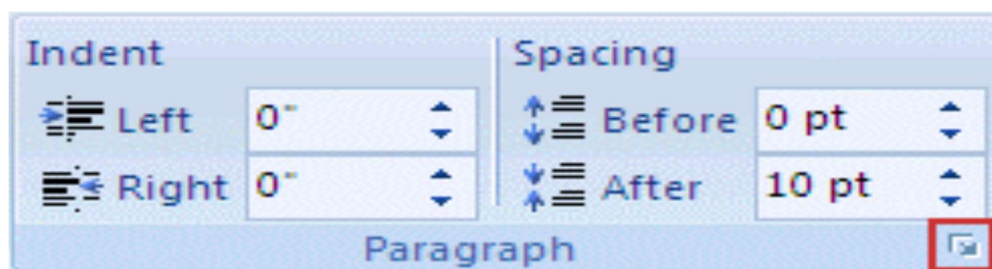 Indent Spacing
Left 0" Before 0 pt
Right 0" After 10 pt
Paragraph